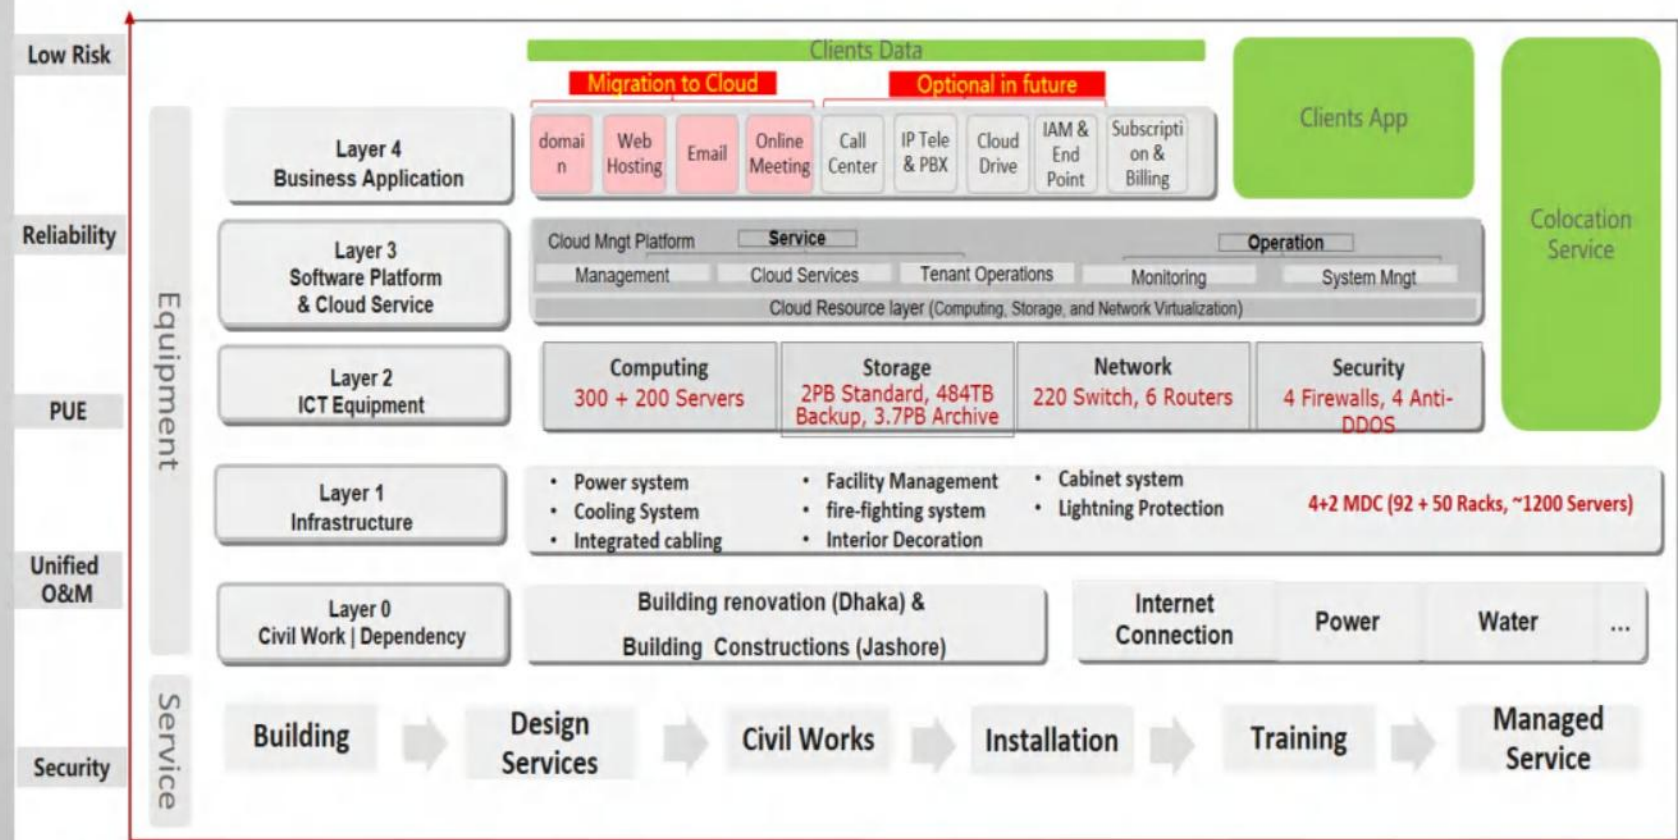 Low Risk
Reliability
PUE
Unified
O&M
Security
Equipment
Service
Clients Data
Migration to Cloud
Optional in future
Layer 4
Business Application
domai
n
Web
Hosting
Email
Online
Meeting
Call
Center
IP Tele
& PBX
Cloud
Drive
IAM &
End
Point
Subscripti
on &
Billing
Clients App
Colocation
Service
Layer 3
Software Platform
& Cloud Service
Cloud Mngt Platform
Service
Operation
Management
Cloud Services
Tenant Operations
Monitoring
System Mngt
Cloud Resource layer (Computing, Storage, and Network Virtualization)
Layer 2
ICT Equipment
Computing
300 + 200 Servers
Storage
2PB Standard, 484TB
Backup, 3.7PB Archive
Network
220 Switch, 6 Routers
Security
4 Firewalls, 4 Anti-
DDOS
Layer 1
Infrastructure
• Power system
• Cooling System
• Integrated cabling
• Facility Management
• fire-fighting system
• Interior Decoration
• Cabinet system
• Lightning Protection
4+2 MDC (92 + 50 Racks, ~1200 Servers)
Layer 0
Civil Work | Dependency
Building renovation (Dhaka) &
Building Constructions (Jashore)
Internet
Connection
Power
Water
...
Building
Design
Services
Civil Works
Installation
Training
Managed
Service